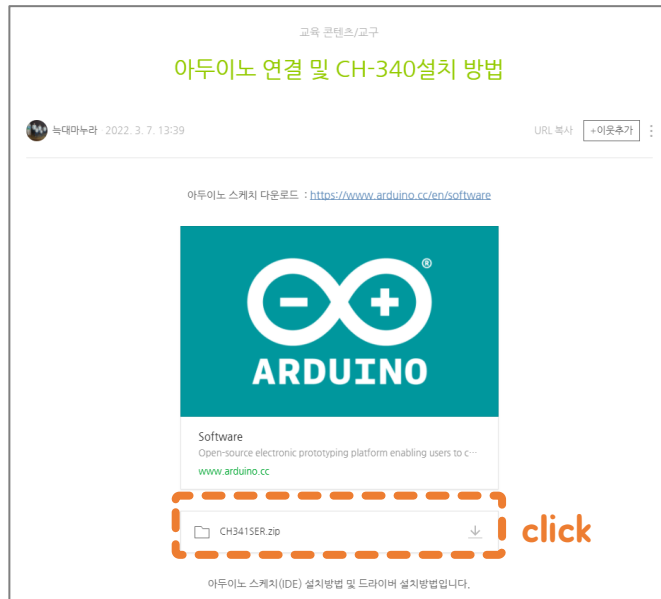 교육 콘텐츠/교구
아두이노 연결 및 CH-340설치 방법
늑대마누라 2022. 3. 7. 13:39
URL 복사 +이웃추가
아두이노 스케치 다운로드 : https://www.arduino.cc/en/software
®
ARDUINO
Software
Open-source electronic prototyping platform enabling users to c…
www.arduino.cc
CH341SER.zip
click
아두이노 스케치(IDE) 설치방법 및 드라이버 설치방법입니다.